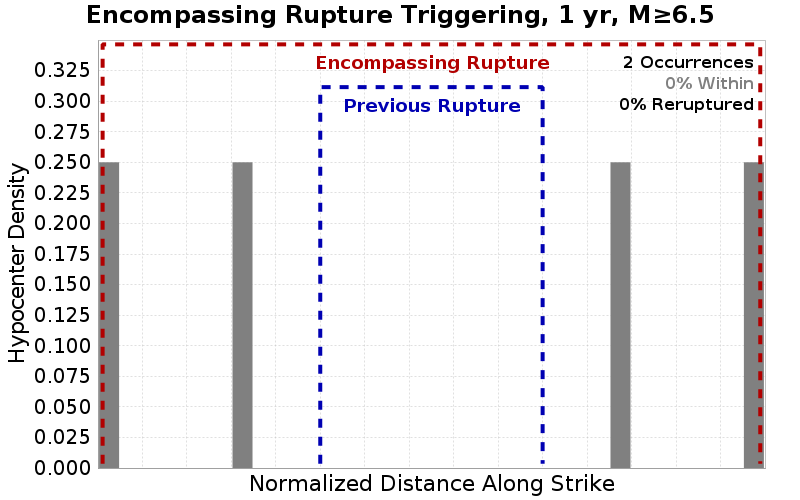 Encompassing Rupture Triggering, 1 yr, M≥6.5
Encompassing Rupture
2 Occurrences
0% Within
0% Reruptured
Previous Rupture
Hypocenter Density
0.325
0.300
0.275
0.250
0.225
0.200
0.175
0.150
0.125
0.100
0.075
0.050
0.025
0.000
Normalized Distance Along Strike